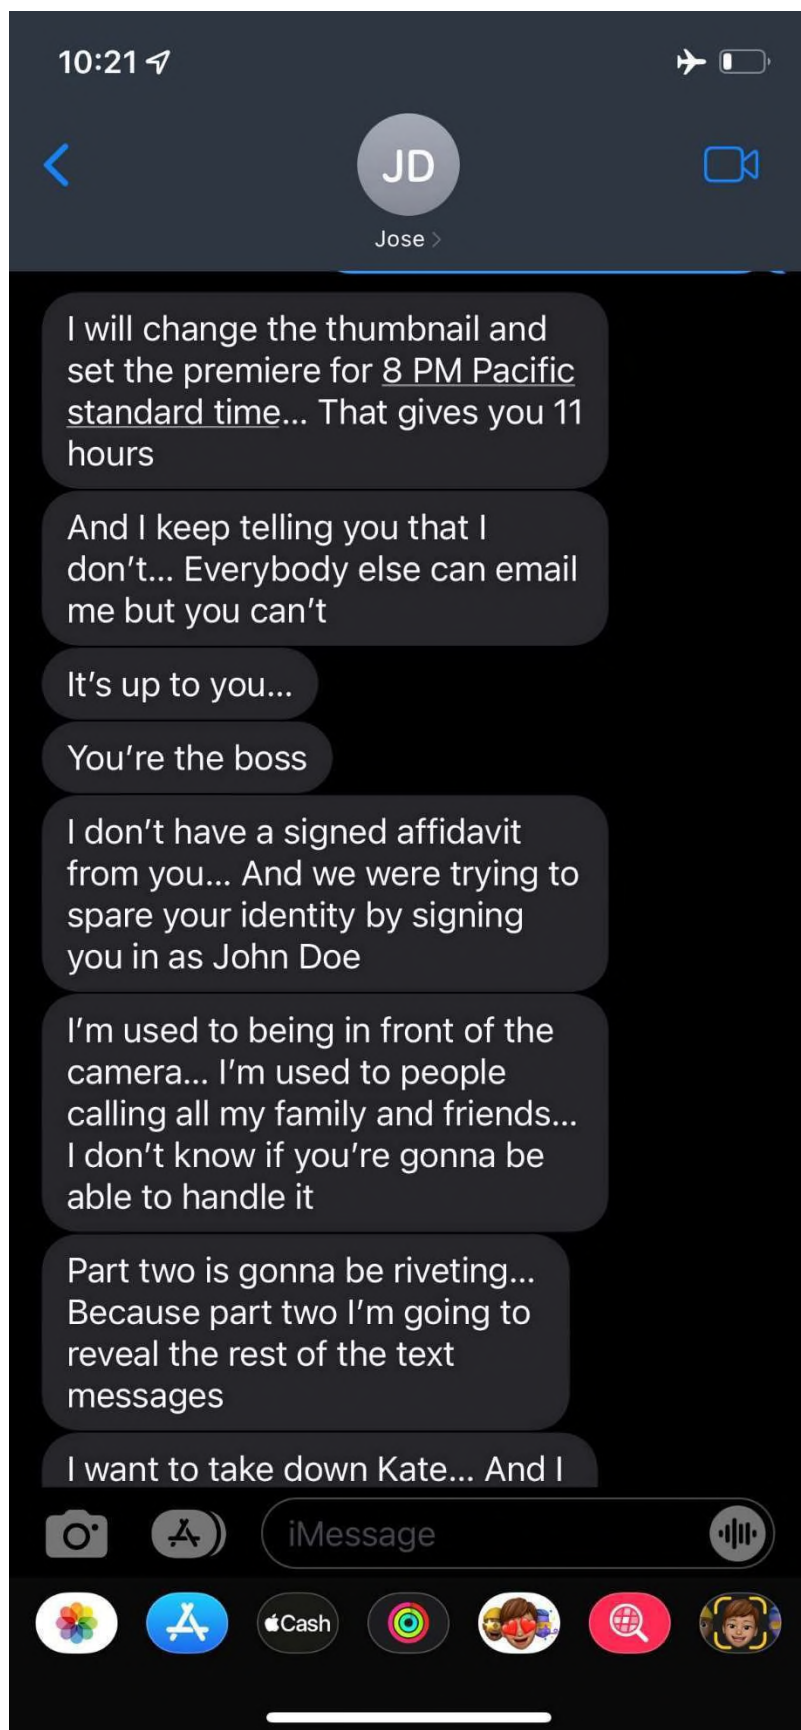 10:21
JD
Jose
I will change the thumbnail and
set the premiere for 8 PM Pacific
standard time... That gives you 11
hours
And I keep telling you that I
don't... Everybody else can email
me but you can't
It's up to you...
You're the boss
I don't have a signed affidavit
from you... And we were trying to
spare your identity by signing
you in as John Doe
I'm used to being in front of the
camera... I'm used to people
calling all my family and friends...
I don't know if you're gonna be
able to handle it
Part two is gonna be riveting...
Because part two I'm going to
reveal the rest of the text
messages
I want to take down Kate... And I
iMessage
Cash